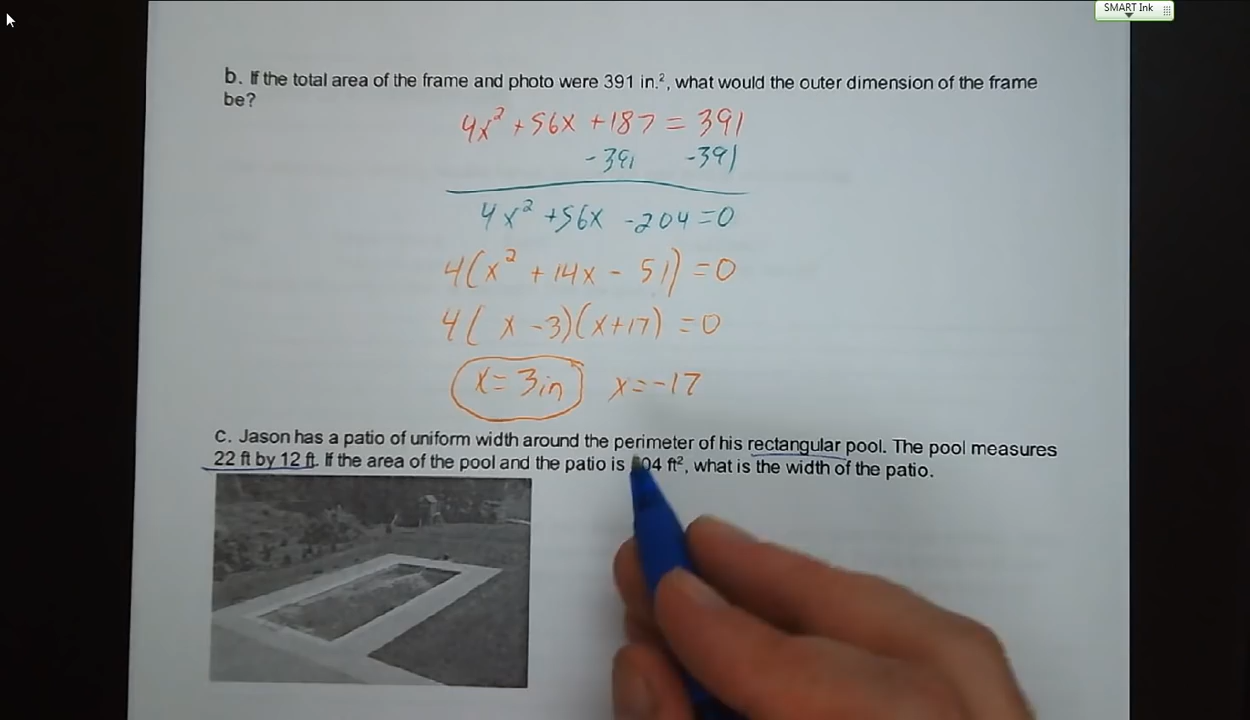 SMART Ink
b. If the total area of the frame and photo were 391 in.², what would the outer dimension of the frame
be?
4x² + 56x + 187 = 391
-391 -391
4x² + 56x - 204 = 0
4(x² + 14x - 51) = 0
4( x - 3)(x + 17) = 0
x = 3in x = -17
C. Jason has a patio of uniform width around the perimeter of his rectangular pool. The pool measures
22 ft by 12 ft. If the area of the pool and the patio is 04 ft², what is the width of the patio.